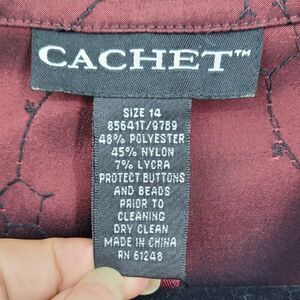 CACHET™
SIZE 14
85641T/97B9
48% POLYESTER
45% NYLON
7% LYCRA
PROTECT BUTTONS
AND BEADS
PRIOR TO
CLEANING
DRY CLEAN
MADE IN CHINA
RN 61248